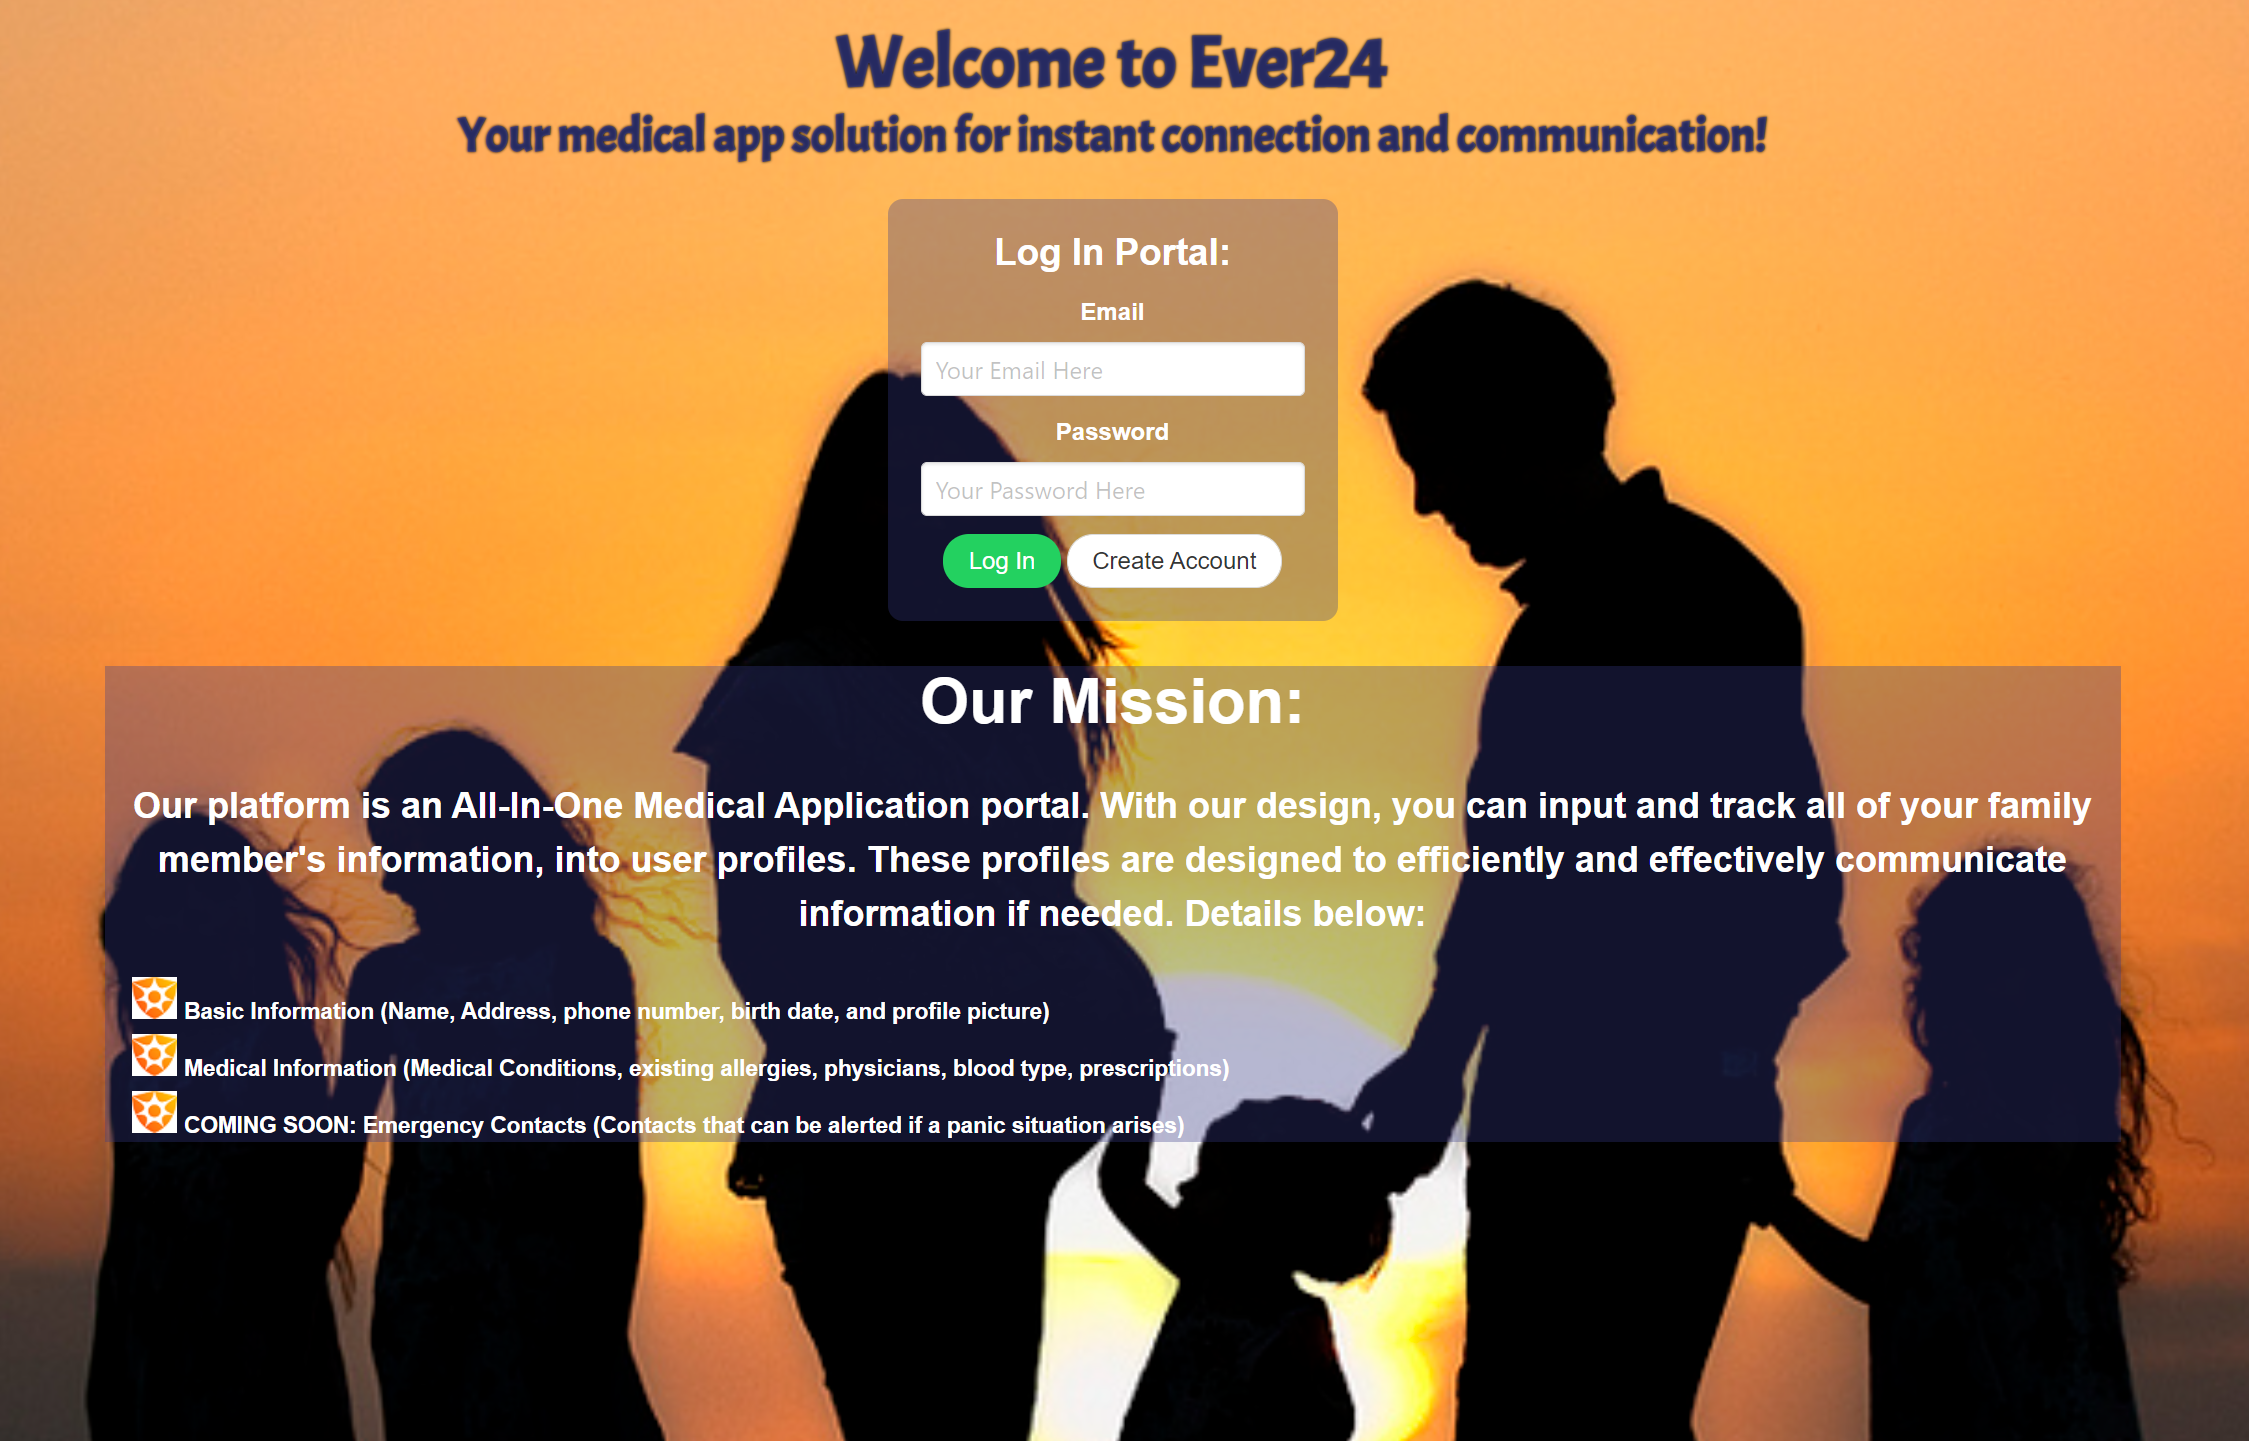 Welcome to Ever24
Your medical app solution for instant connection and communication!
Log In Portal:
Email
Your Email Here
Password
Your Password Here
Log In
Create Account
Our Mission:
Our platform is an All-In-One Medical Application portal. With our design, you can input and track all of your family
member's information, into user profiles. These profiles are designed to efficiently and effectively communicate
information if needed. Details below:
Basic Information (Name, Address, phone number, birth date, and profile picture)
Medical Information (Medical Conditions, existing allergies, physicians, blood type, prescriptions)
COMING SOON: Emergency Contacts (Contacts that can be alerted if a panic situation arises)